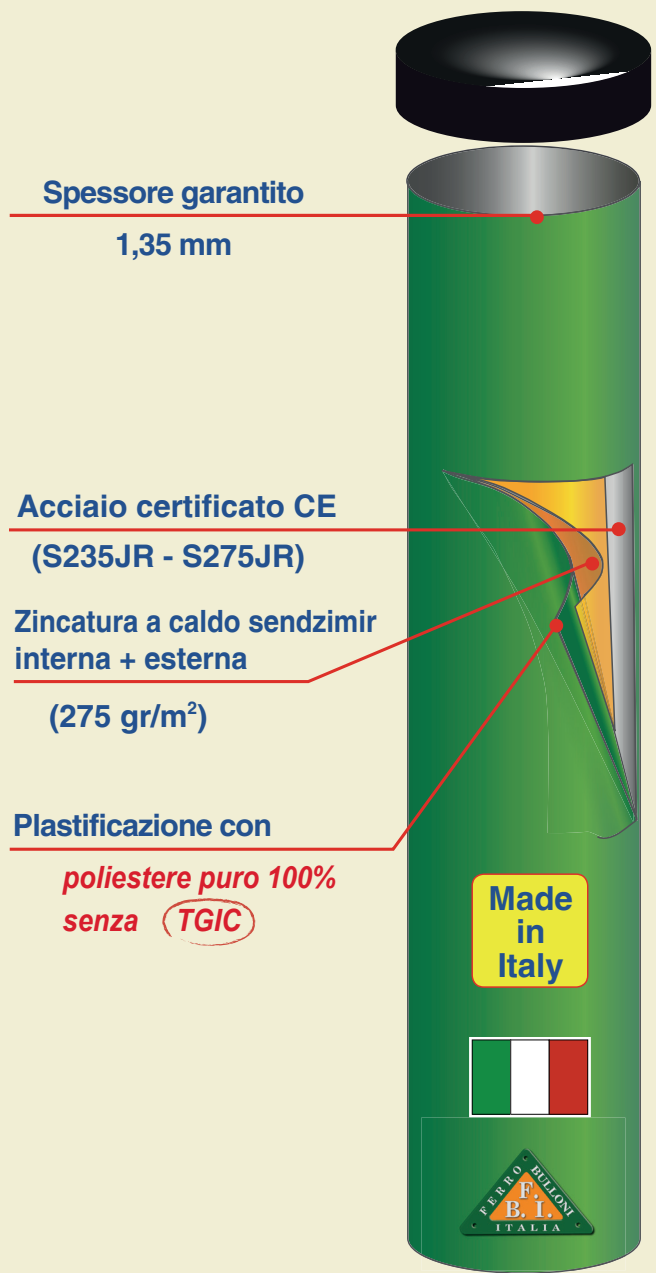 Spessore garantito
1,35 mm
Acciaio certificato CE
(S235JR - S275JR)
Zincatura a caldo sendzimir
interna + esterna
(275 gr/m²)
Plastificazione con
poliestere puro 100%
senza TGIC
Made
in
Italy
FERRO BULLONI
F.
B. I.
ITALIA